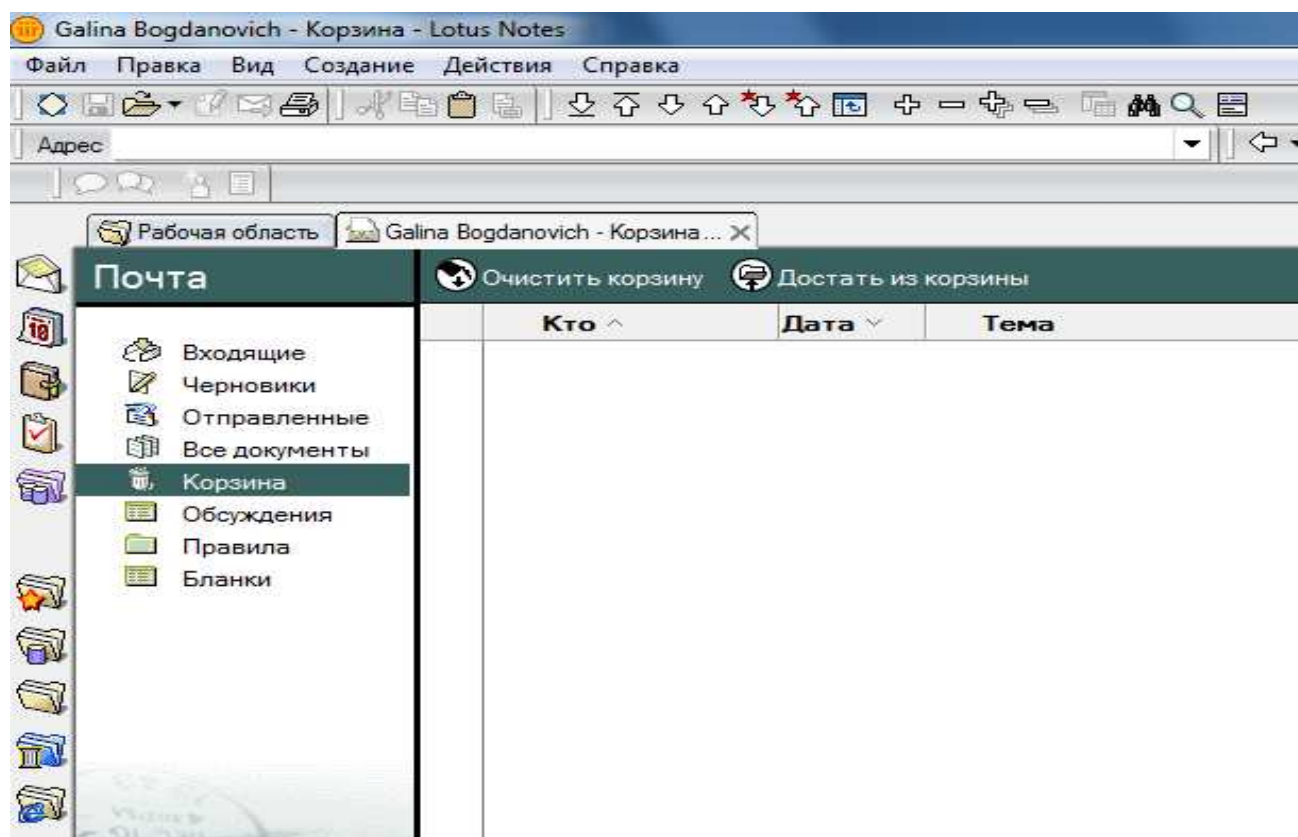 Galina Bogdanovich - Корзина - Lotus Notes
Файл Правка Вид Создание Действия Справка
Адрес
Рабочая область Galina Bogdanovich - Корзина...
Почта Очистить корзину Достать из корзины
Кто Дата Тема
10
Входящие
Черновики
Отправленные
Все документы
Корзина
Обсуждения
Правила
Бланки